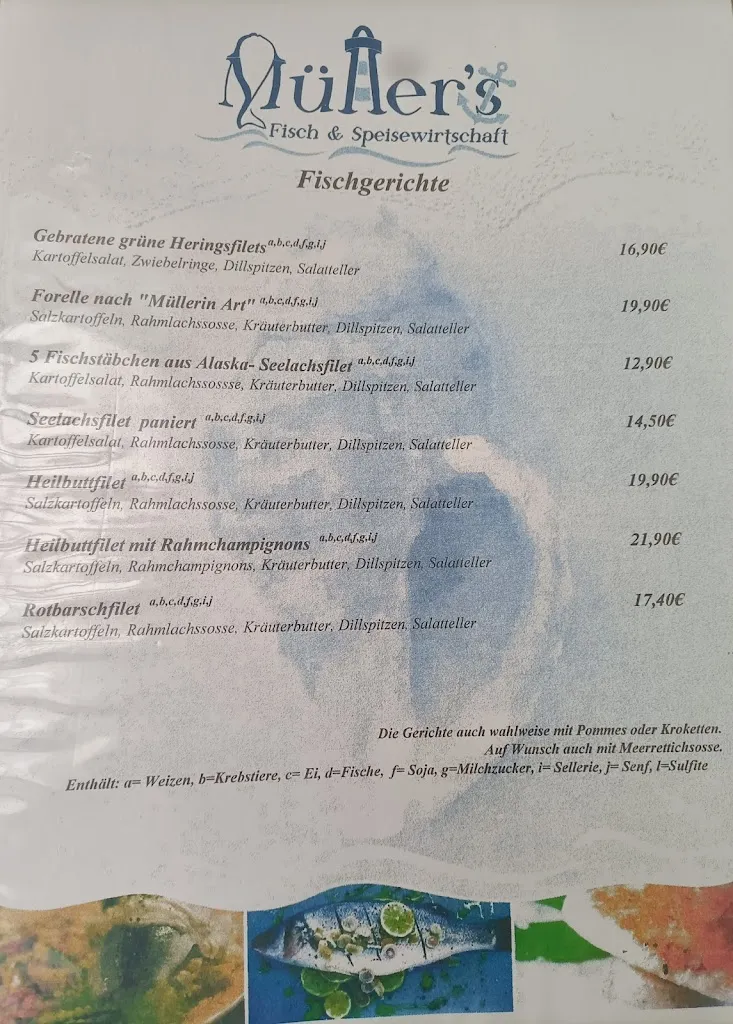 Müller's
Fisch & Speisewirtschaft
Fischgerichte
Gebratene grüne Heringsfilets a,b,c,d,f,g,i,j 16,90€
Kartoffelsalat, Zwiebelringe, Dillspitzen, Salatteller
Forelle nach "Müllerin Art" a,b,c,d,f,g,i,j 19,90€
Salzkartoffeln, Rahmlachssosse, Kräuterbutter, Dillspitzen, Salatteller
5 Fischstäbchen aus Alaska- Seelachsfilet a,b,c,d,f,g,i,j 12,90€
Kartoffelsalat, Rahmlachssossse, Kräuterbutter, Dillspitzen, Salatteller
Seelachsfilet paniert a,b,c,d,f,g,i,j 14,50€
Kartoffelsalat, Rahmlachssosse, Kräuterbutter, Dillspitzen, Salatteller
Heilbuttfilet a,b,c,d,f,g,i,j 19,90€
Salzkartoffeln, Rahmlachssosse, Kräuterbutter, Dillspitzen, Salatteller
Heilbuttfilet mit Rahmchampignons a,b,c,d,f,g,i,j 21,90€
Salzkartoffeln, Rahmchampignons, Kräuterbutter, Dillspitzen, Salatteller
Rotbarschfilet a,b,c,d,f,g,i,j 17,40€
Salzkartoffeln, Rahmlachssosse, Kräuterbutter, Dillspitzen, Salatteller
Die Gerichte auch wahlweise mit Pommes oder Kroketten.
Auf Wunsch auch mit Meerrettichsosse.
Enthält: a= Weizen, b=Krebstiere, c= Ei, d=Fische, f= Soja, g=Milchzucker, i= Sellerie, j= Senf, l=Sulfite